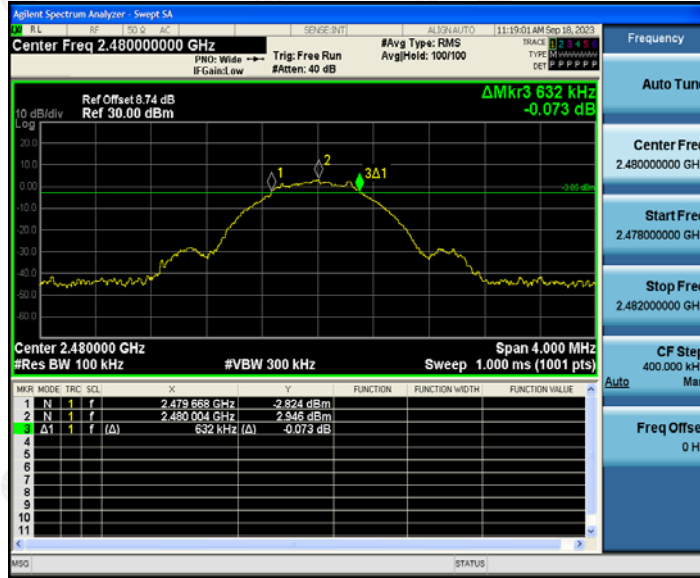 Agilent Spectrum Analyzer - Swept SA
RL RF 50 Ω AC SENSE:INT ALIGNAUTO 11:19:01 AM Sep 18, 2023
Center Freq 2.480000000 GHz
PNO: Wide
IFGain:Low
Trig: Free Run
#Atten: 40 dB
#Avg Type: RMS
Avg|Hold: 100/100
TRACE 1 2 3 4 5 6
TYPE M
DET P P P P P P
Ref Offset 8.74 dB
10 dB/div Ref 30.00 dBm
Log
ΔMkr3 632 kHz
-0.073 dB
20.0
10.0
0.00
-10.0
-20.0
-30.0
-40.0
-50.0
-60.0
1
2
3Δ1
Center 2.480000 GHz Span 4.000 MHz
#Res BW 100 kHz #VBW 300 kHz Sweep 1.000 ms (1001 pts)
MKR MODE TRC SCL X Y FUNCTION FUNCTION WIDTH FUNCTION VALUE
1 N 1 f 2.479 668 GHz -2.824 dBm
2 N 1 f 2.480 004 GHz 2.946 dBm
3 Δ1 1 f (Δ) 632 kHz (Δ) -0.073 dB
4
5
6
7
8
9
10
11
MSG STATUS
Frequency
Auto Tune
Center Freq
2.480000000 GH
Start Freq
2.478000000 GH
Stop Freq
2.482000000 GH
CF Step
400.000 kH
Auto Ma
Freq Offse
0 H